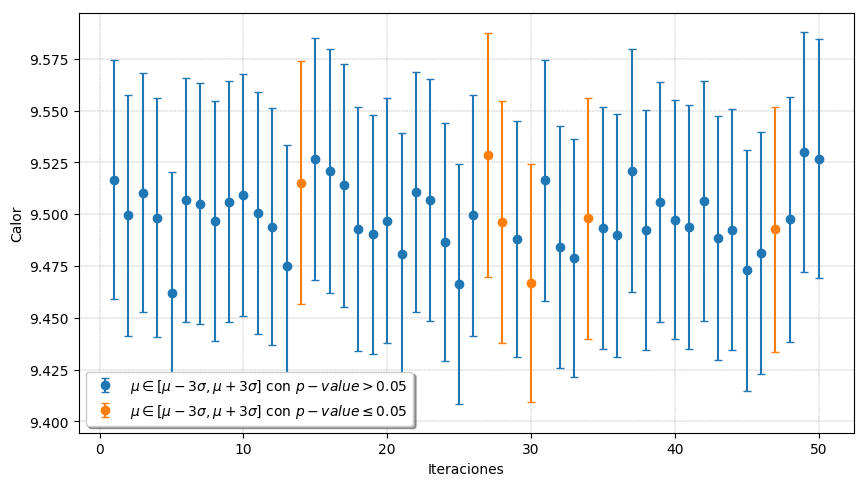 9.575
9.550
9.525
9.500
9.475
9.450
9.425
9.400
Calor
μ ∈ [μ − 3σ, μ + 3σ] con p − value > 0.05
μ ∈ [μ − 3σ, μ + 3σ] con p − value ≤ 0.05
0 10 20 30 40 50
Iteraciones